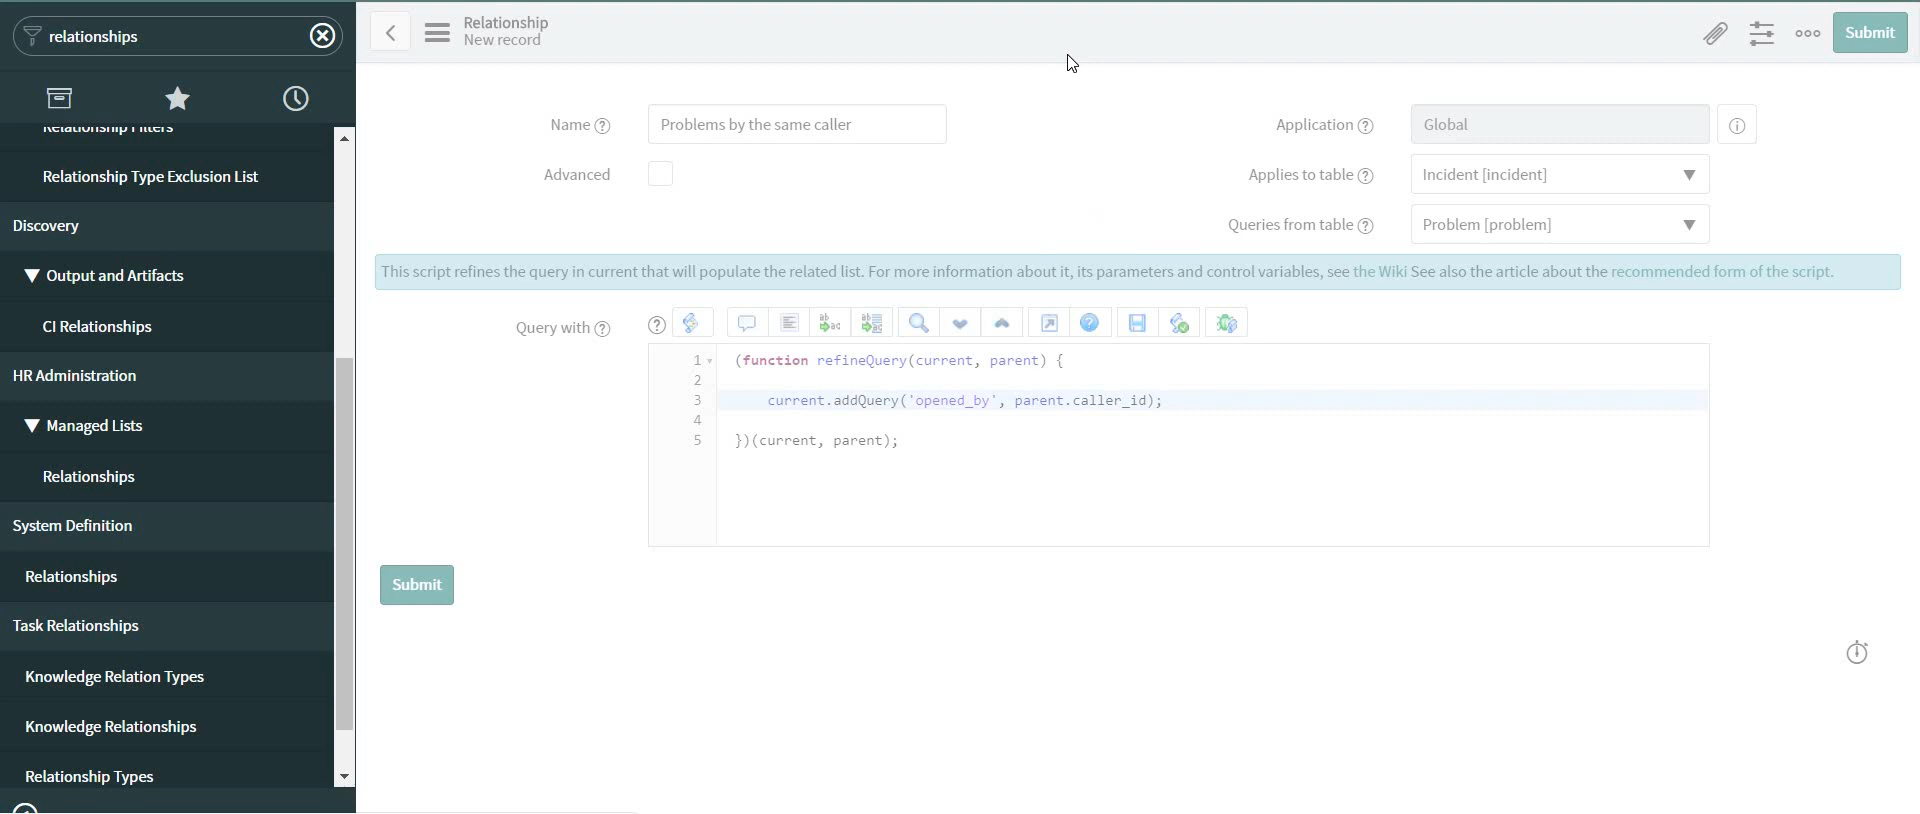 relationships
Relationship
New record
Submit
Relationship Filters
Relationship Type Exclusion List
Discovery
Output and Artifacts
CI Relationships
HR Administration
Managed Lists
Relationships
System Definition
Relationships
Task Relationships
Knowledge Relation Types
Knowledge Relationships
Relationship Types
Name Problems by the same caller
Application Global
Advanced
Applies to table Incident [incident]
Queries from table Problem [problem]
This script refines the query in current that will populate the related list. For more information about it, its parameters and control variables, see the Wiki See also the article about the recommended form of the script.
Query with
1 (function refineQuery(current, parent) {
2
3 current.addQuery('opened_by', parent.caller_id);
4
5 })(current, parent);
Submit